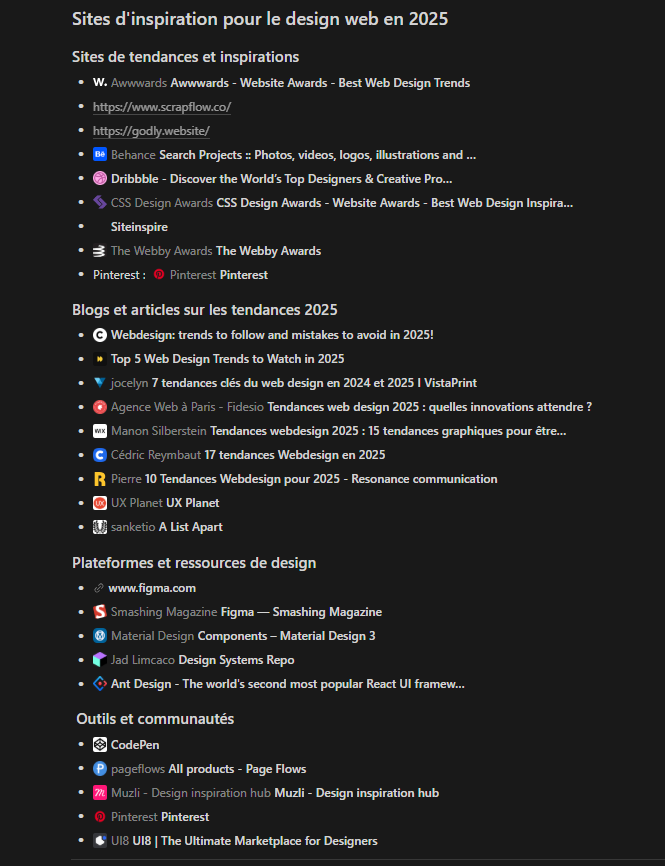 Sites d'inspiration pour le design web en 2025
Sites de tendances et inspirations
W. Awwwards Awwwards - Website Awards - Best Web Design Trends
https://www.scrapflow.co/
https://godly.website/
Bē Behance Search Projects :: Photos, videos, logos, illustrations and ...
Dribbble - Discover the World's Top Designers & Creative Pro...
CSS Design Awards CSS Design Awards - Website Awards - Best Web Design Inspira...
Siteinspire
The Webby Awards The Webby Awards
Pinterest : Pinterest Pinterest
Blogs et articles sur les tendances 2025
C Webdesign: trends to follow and mistakes to avoid in 2025!
Top 5 Web Design Trends to Watch in 2025
jocelyn 7 tendances clés du web design en 2024 et 2025 I VistaPrint
Agence Web à Paris - Fidesio Tendances web design 2025 : quelles innovations attendre ?
WIX Manon Silberstein Tendances webdesign 2025 : 15 tendances graphiques pour être...
C Cédric Reymbaut 17 tendances Webdesign en 2025
R Pierre 10 Tendances Webdesign pour 2025 - Resonance communication
UX UX Planet UX Planet
sanketio A List Apart
Plateformes et ressources de design
www.figma.com
S Smashing Magazine Figma — Smashing Magazine
Material Design Components – Material Design 3
Jad Limcaco Design Systems Repo
Ant Design - The world's second most popular React UI framew...
Outils et communautés
CodePen
P pageflows All products - Page Flows
m Muzli - Design inspiration hub Muzli - Design inspiration hub
Pinterest Pinterest
UI8 UI8 | The Ultimate Marketplace for Designers